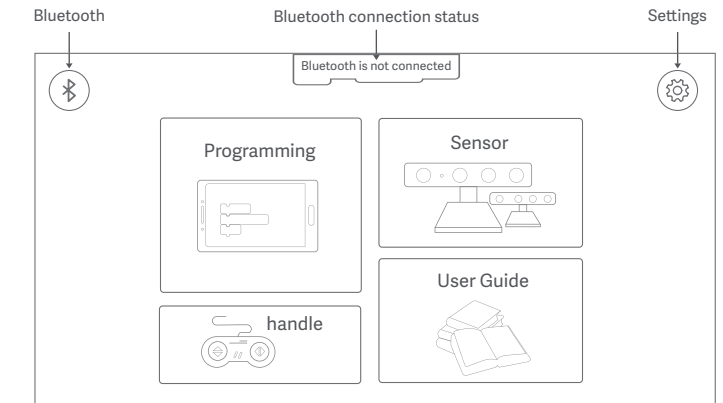 Bluetooth
Bluetooth connection status
Settings
Bluetooth is not connected
Programming
Sensor
User Guide
handle